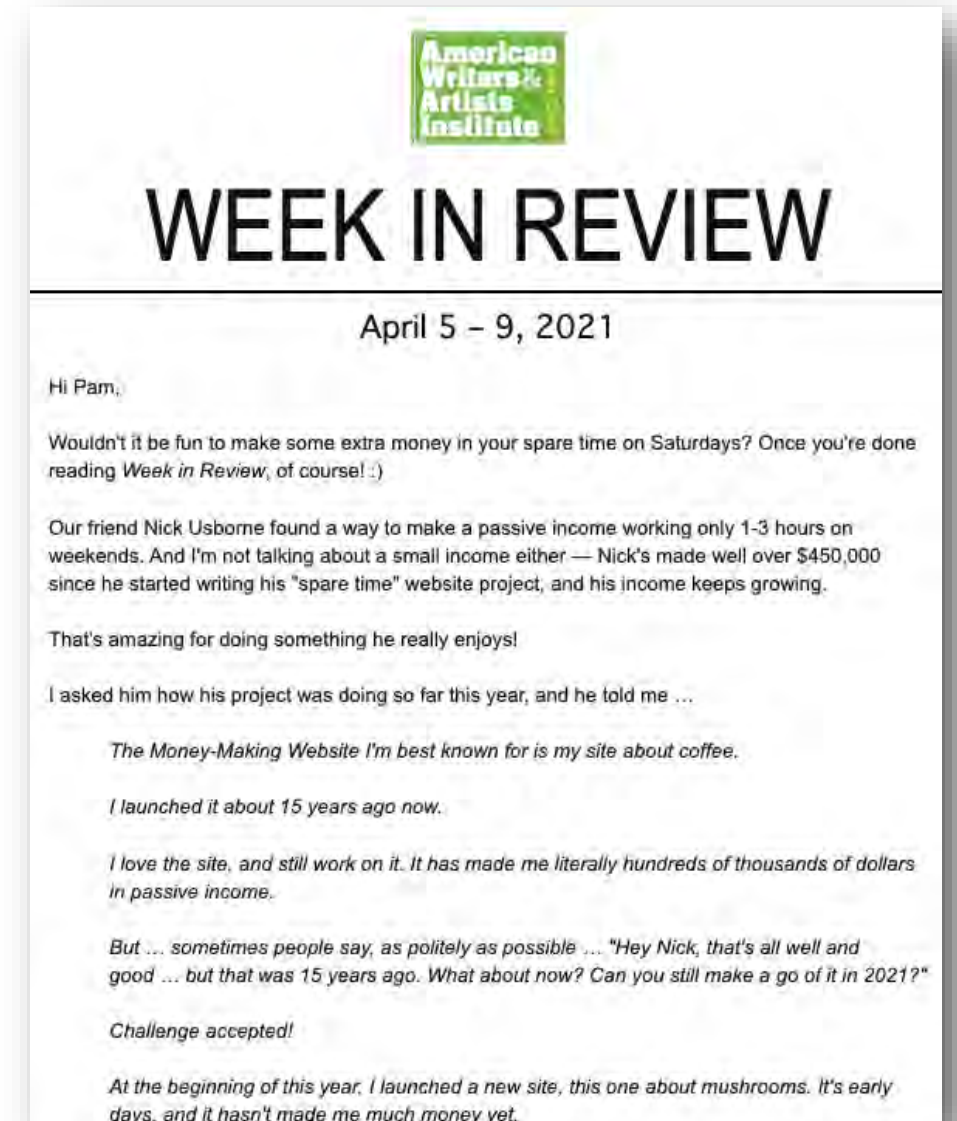 American
Writers &
Artists
Institute
WEEK IN REVIEW
April 5 – 9, 2021
Hi Pam,
Wouldn't it be fun to make some extra money in your spare time on Saturdays? Once you're done
reading Week in Review, of course! :)
Our friend Nick Usborne found a way to make a passive income working only 1-3 hours on
weekends. And I'm not talking about a small income either — Nick's made well over $450,000
since he started writing his "spare time" website project, and his income keeps growing.
That's amazing for doing something he really enjoys!
I asked him how his project was doing so far this year, and he told me …
The Money-Making Website I'm best known for is my site about coffee.
I launched it about 15 years ago now.
I love the site, and still work on it. It has made me literally hundreds of thousands of dollars
in passive income.
But … sometimes people say, as politely as possible … "Hey Nick, that's all well and
good … but that was 15 years ago. What about now? Can you still make a go of it in 2021?"
Challenge accepted!
At the beginning of this year, I launched a new site, this one about mushrooms. It's early
days, and it hasn't made me much money yet.